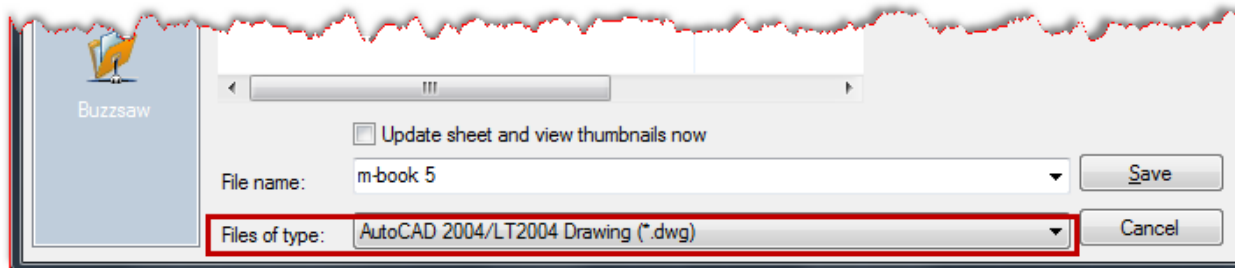 Buzzsaw
Update sheet and view thumbnails now
File name: m-book 5 Save
Files of type: AutoCAD 2004/LT2004 Drawing (*.dwg) Cancel